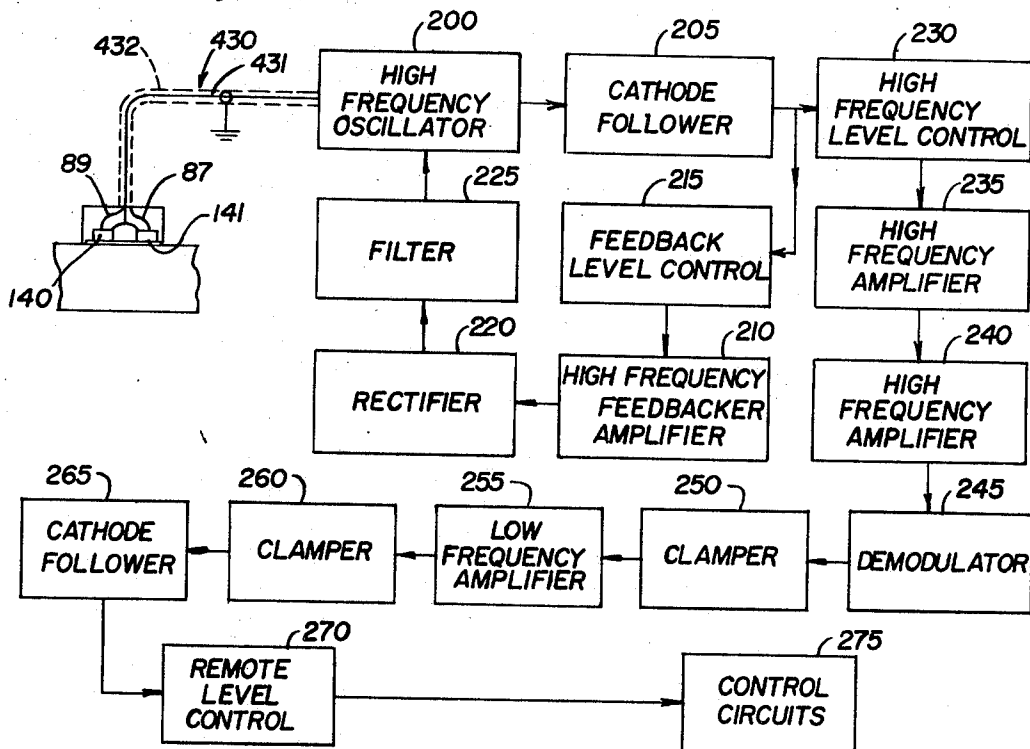 200
205
230
432
430
431
HIGH
FREQUENCY
OSCILLATOR
CATHODE
FOLLOWER
HIGH
FREQUENCY
LEVEL CONTROL
89
87
225
215
235
141
140
FILTER
FEEDBACK
LEVEL CONTROL
HIGH
FREQUENCY
AMPLIFIER
220
210
240
RECTIFIER
HIGH FREQUENCY
FEEDBACKER
AMPLIFIER
HIGH
FREQUENCY
AMPLIFIER
265
260
255
250
245
CATHODE
FOLLOWER
CLAMPER
LOW
FREQUENCY
AMPLIFIER
CLAMPER
DEMODULATOR
270
275
REMOTE
LEVEL
CONTROL
CONTROL
CIRCUITS